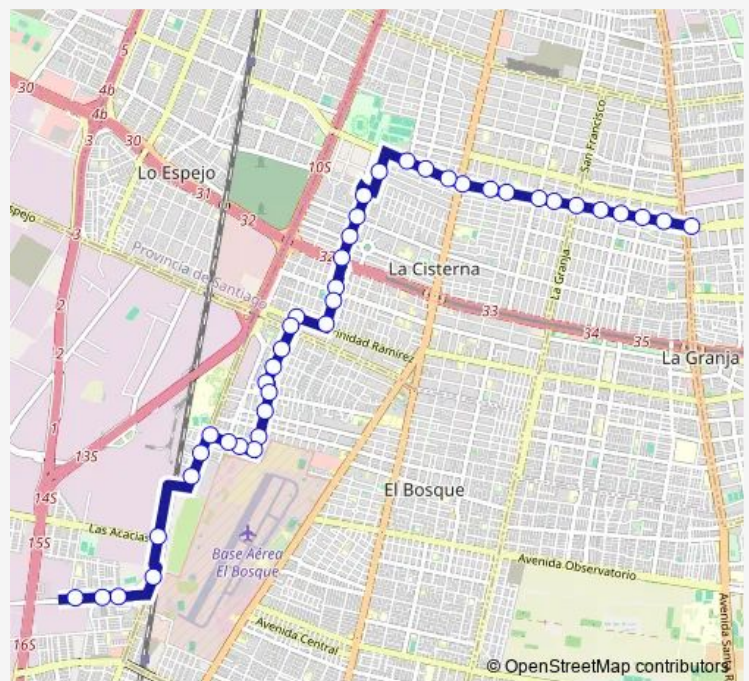 5
30
4b
4b
3
30
10S
San Francisco
Lo Espejo
31
32
spejo
3
Provincia de Santiago
32
La Granja
La Cisterna
33
34
35
2
inidad Ramírez
La Granja
2
1
13S
14S
El Bosque
Las Acacias
15S
Base Aérea
El Bosque
Avenida Observatorio
Avenida Central
Avenida Santa R
16S
© OpenStreetMap contributors